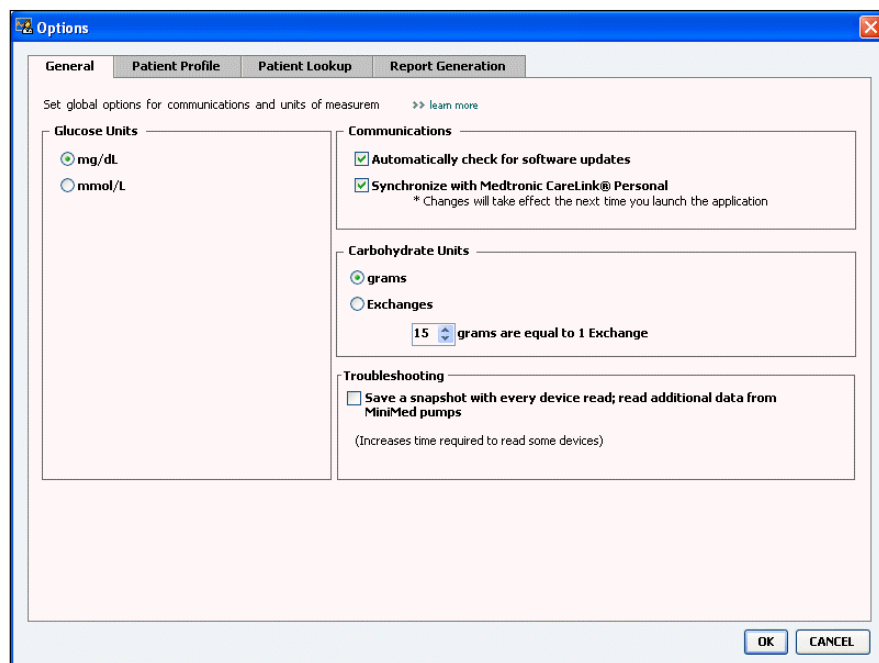 Options
General
Patient Profile
Patient Lookup
Report Generation
Set global options for communications and units of measurem
>> learn more
Glucose Units
mg/dL
mmol/L
Communications
Automatically check for software updates
Synchronize with Medtronic CareLink® Personal
* Changes will take effect the next time you launch the application
Carbohydrate Units
grams
Exchanges
15 grams are equal to 1 Exchange
Troubleshooting
Save a snapshot with every device read; read additional data from
MiniMed pumps
(Increases time required to read some devices)
OK
CANCEL